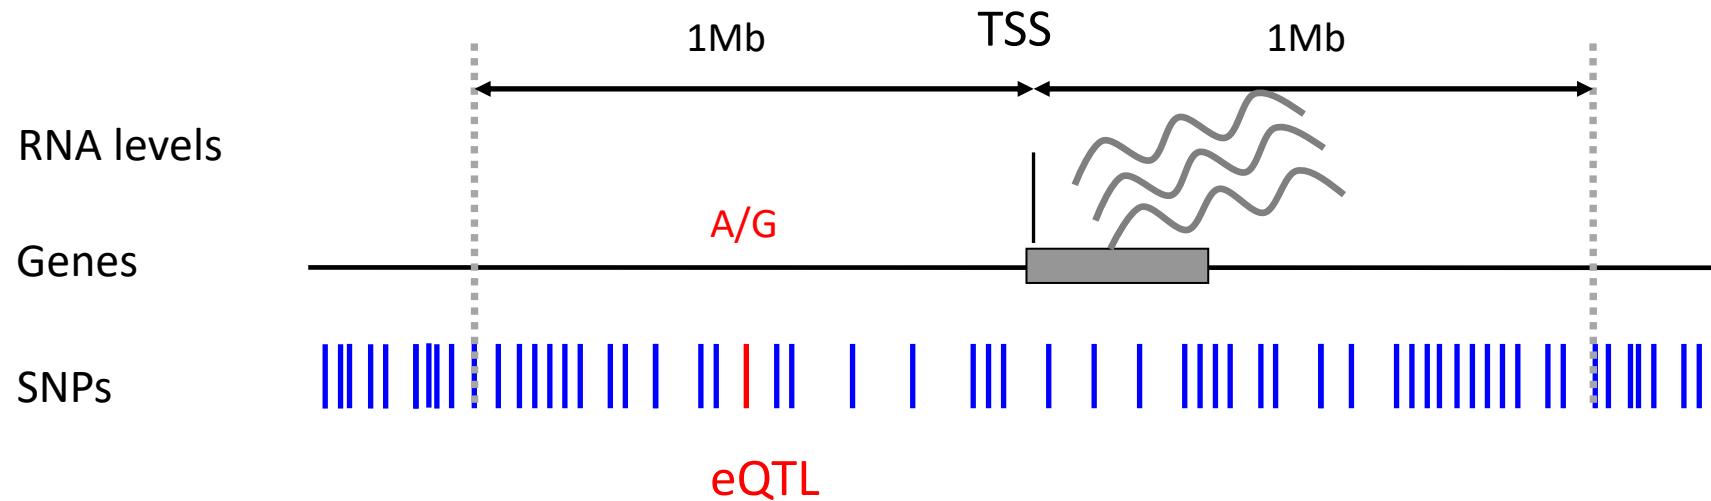 1Mb
TSS
1Mb
RNA levels
A/G
Genes
SNPs
eQTL